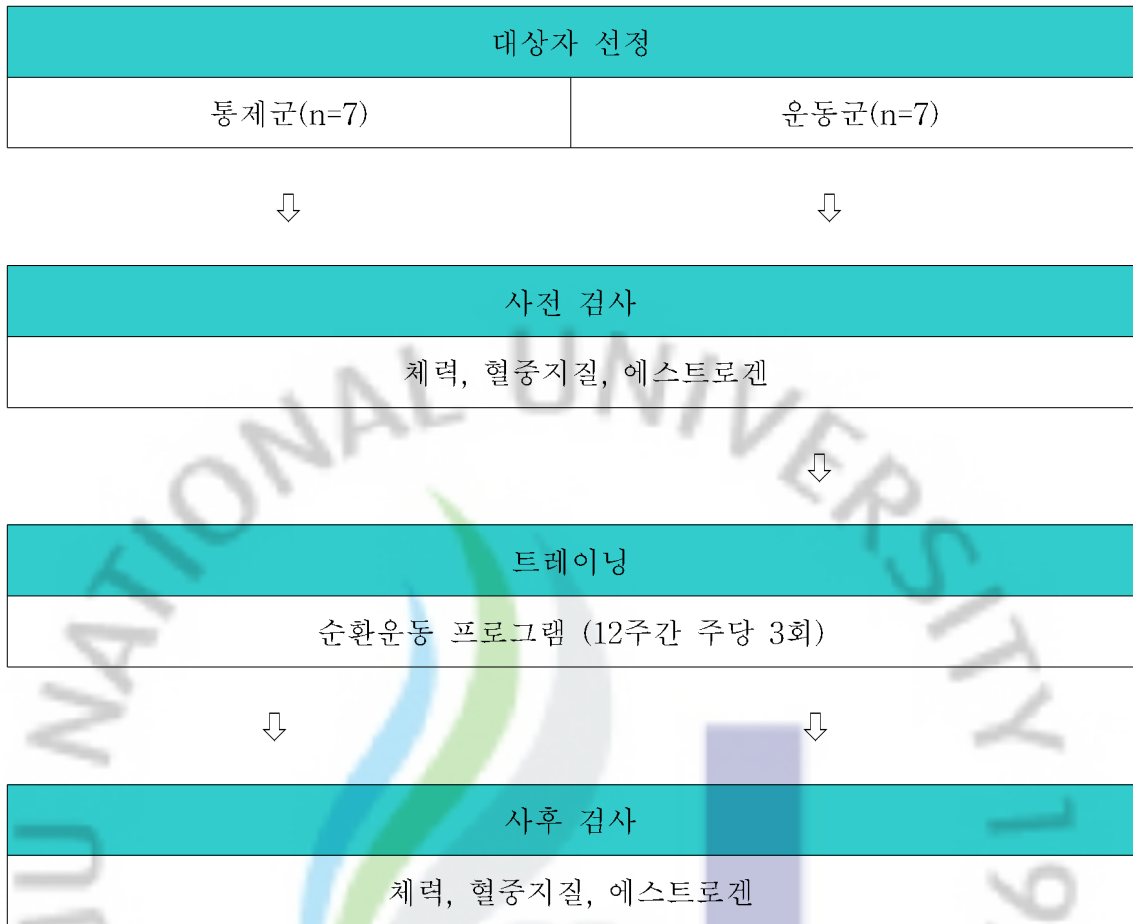 대상자 선정
통제군(n=7) 운동군(n=7)
⇩ ⇩
사전 검사
체력, 혈중지질, 에스트로겐
⇩
트레이닝
순환운동 프로그램 (12주간 주당 3회)
⇩ ⇩
사후 검사
체력, 혈중지질, 에스트로겐
NATIONAL UNIVERSITY 19